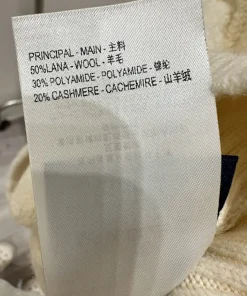 PRINCIPAL - MAIN - 主料
50%LANA - WOOL - 羊毛
30% POLYAMIDE - POLYAMIDE - 锦纶
20% CASHMERE - CACHEMIRE - 山羊绒